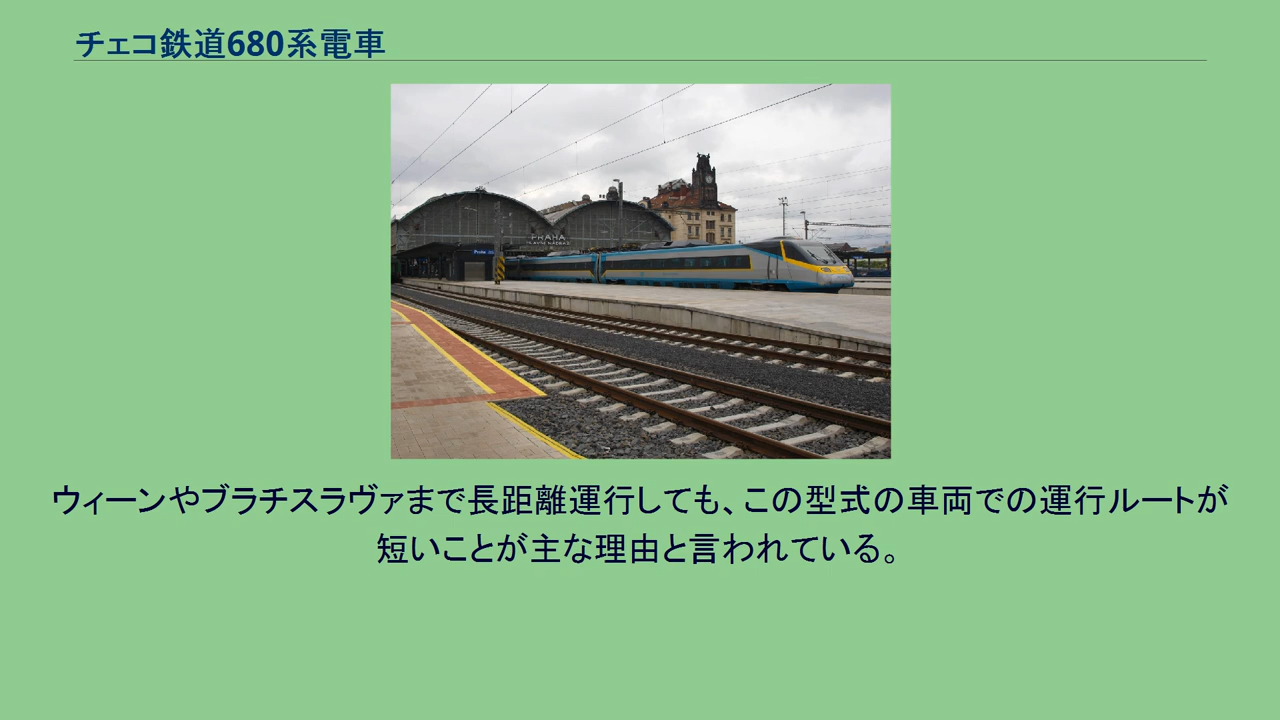 チェコ鉄道680系電車
PRAHA
HLAVNÍ NÁDRAŽÍ
Praha
ウィーンやブラチスラヴァまで長距離運行しても、この型式の車両での運行ルートが
短いことが主な理由と言われている。